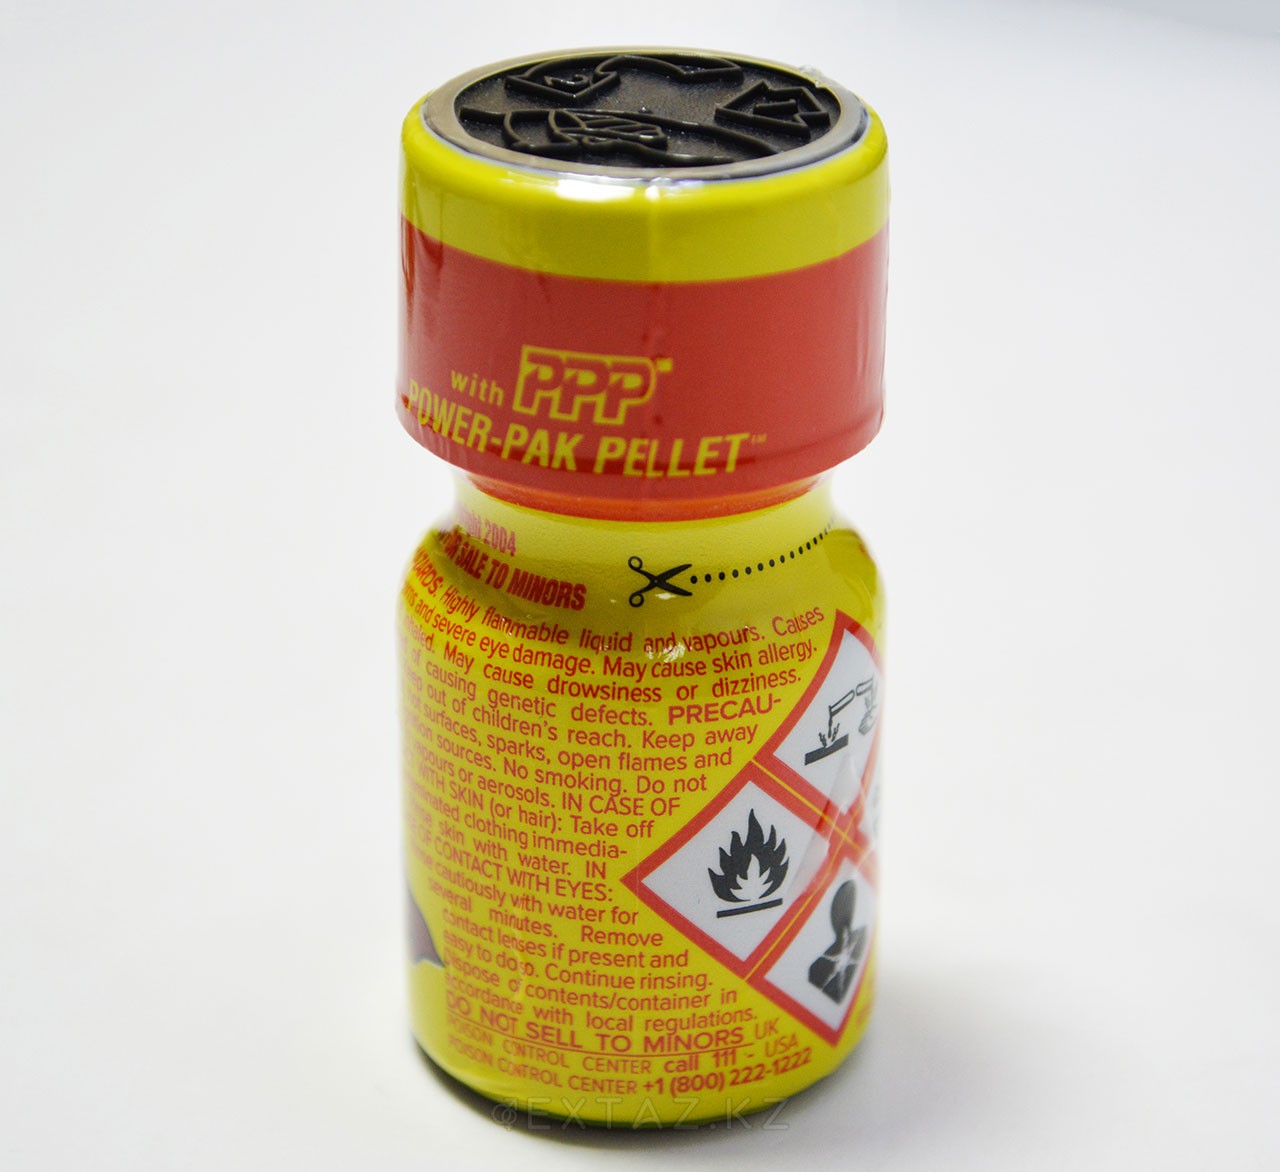 with PPP™
POWER-PAK PELLET™
2004
SALE TO MINORS
Highly flammable liquid and vapours. Causes
and severe eye damage. May cause skin allergy.
May cause drowsiness or dizziness.
of causing genetic defects. PRECAU-
out of children's reach. Keep away
surfaces, sparks, open flames and
sources. No smoking. Do not
vapours or aerosols. IN CASE OF
WITH SKIN (or hair): Take off
clothing immedia-
skin with water. IN
OF CONTACT WITH EYES:
cautiously with water for
several minutes. Remove
contact lenses if present and
easy to do so. Continue rinsing.
Dispose of contents/container in
accordance with local regulations.
DO NOT SELL TO MINORS
POISON CONTROL CENTER call 111 - UK
POISON CONTROL CENTER +1 (800) 222-1222 USA
EXTAZ.KZ